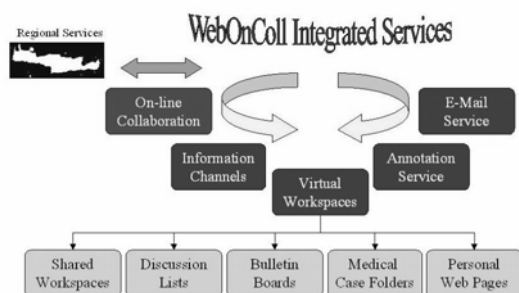 Regional Services
WebOnColl Integrated Services
On-line
Collaboration
E-Mail
Service
Information
Channels
Annotation
Service
Virtual
Workspaces
Shared
Workspaces
Discussion
Lists
Bulletin
Boards
Medical
Case Folders
Personal
Web Pages